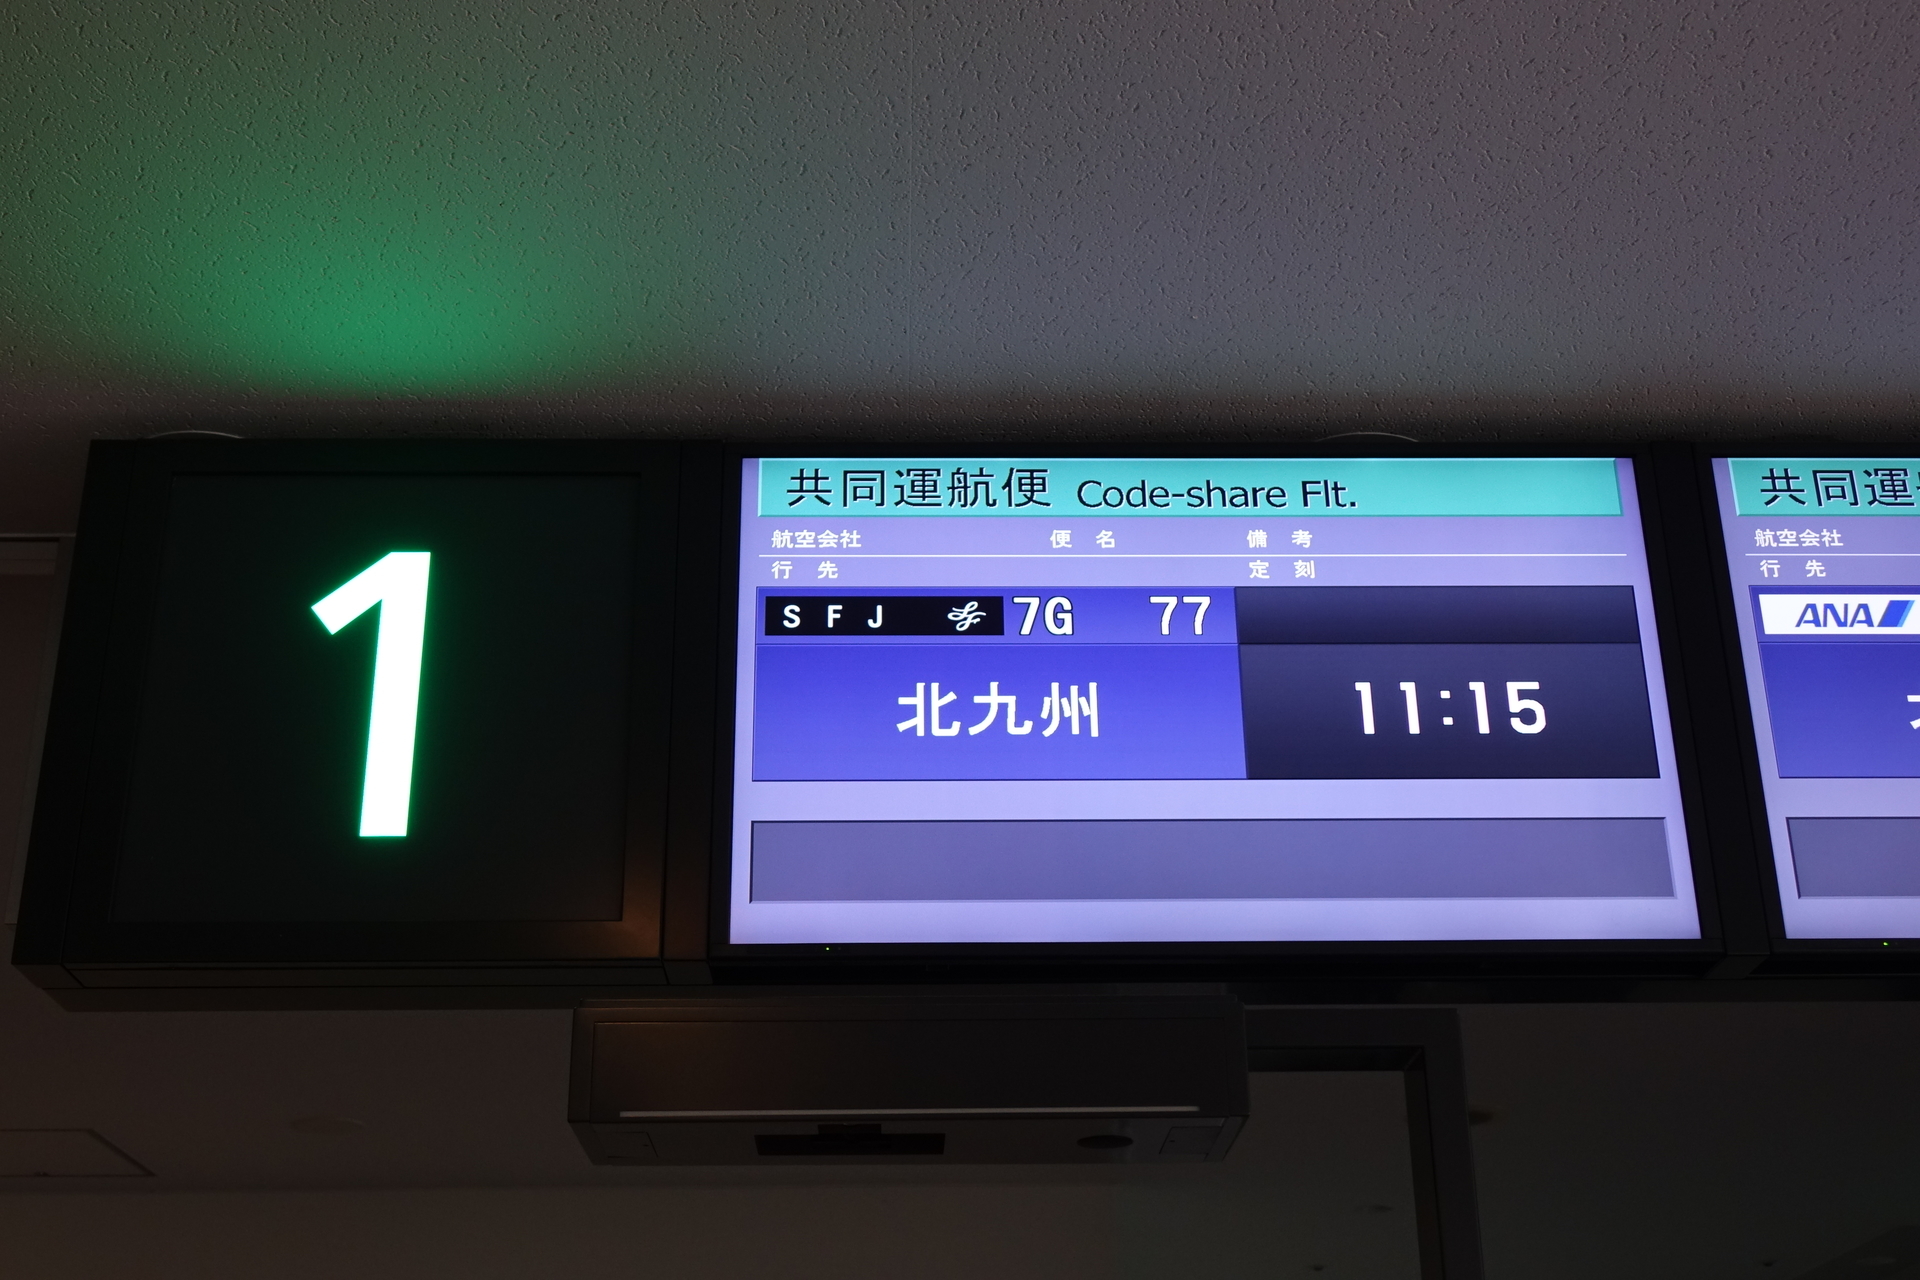 1
共同運航便 Code-share Flt.
航空会社 便名 備考
行先 定刻
SFJ 7G 77
北九州 11:15
共同運
航空会社
行先
ANA